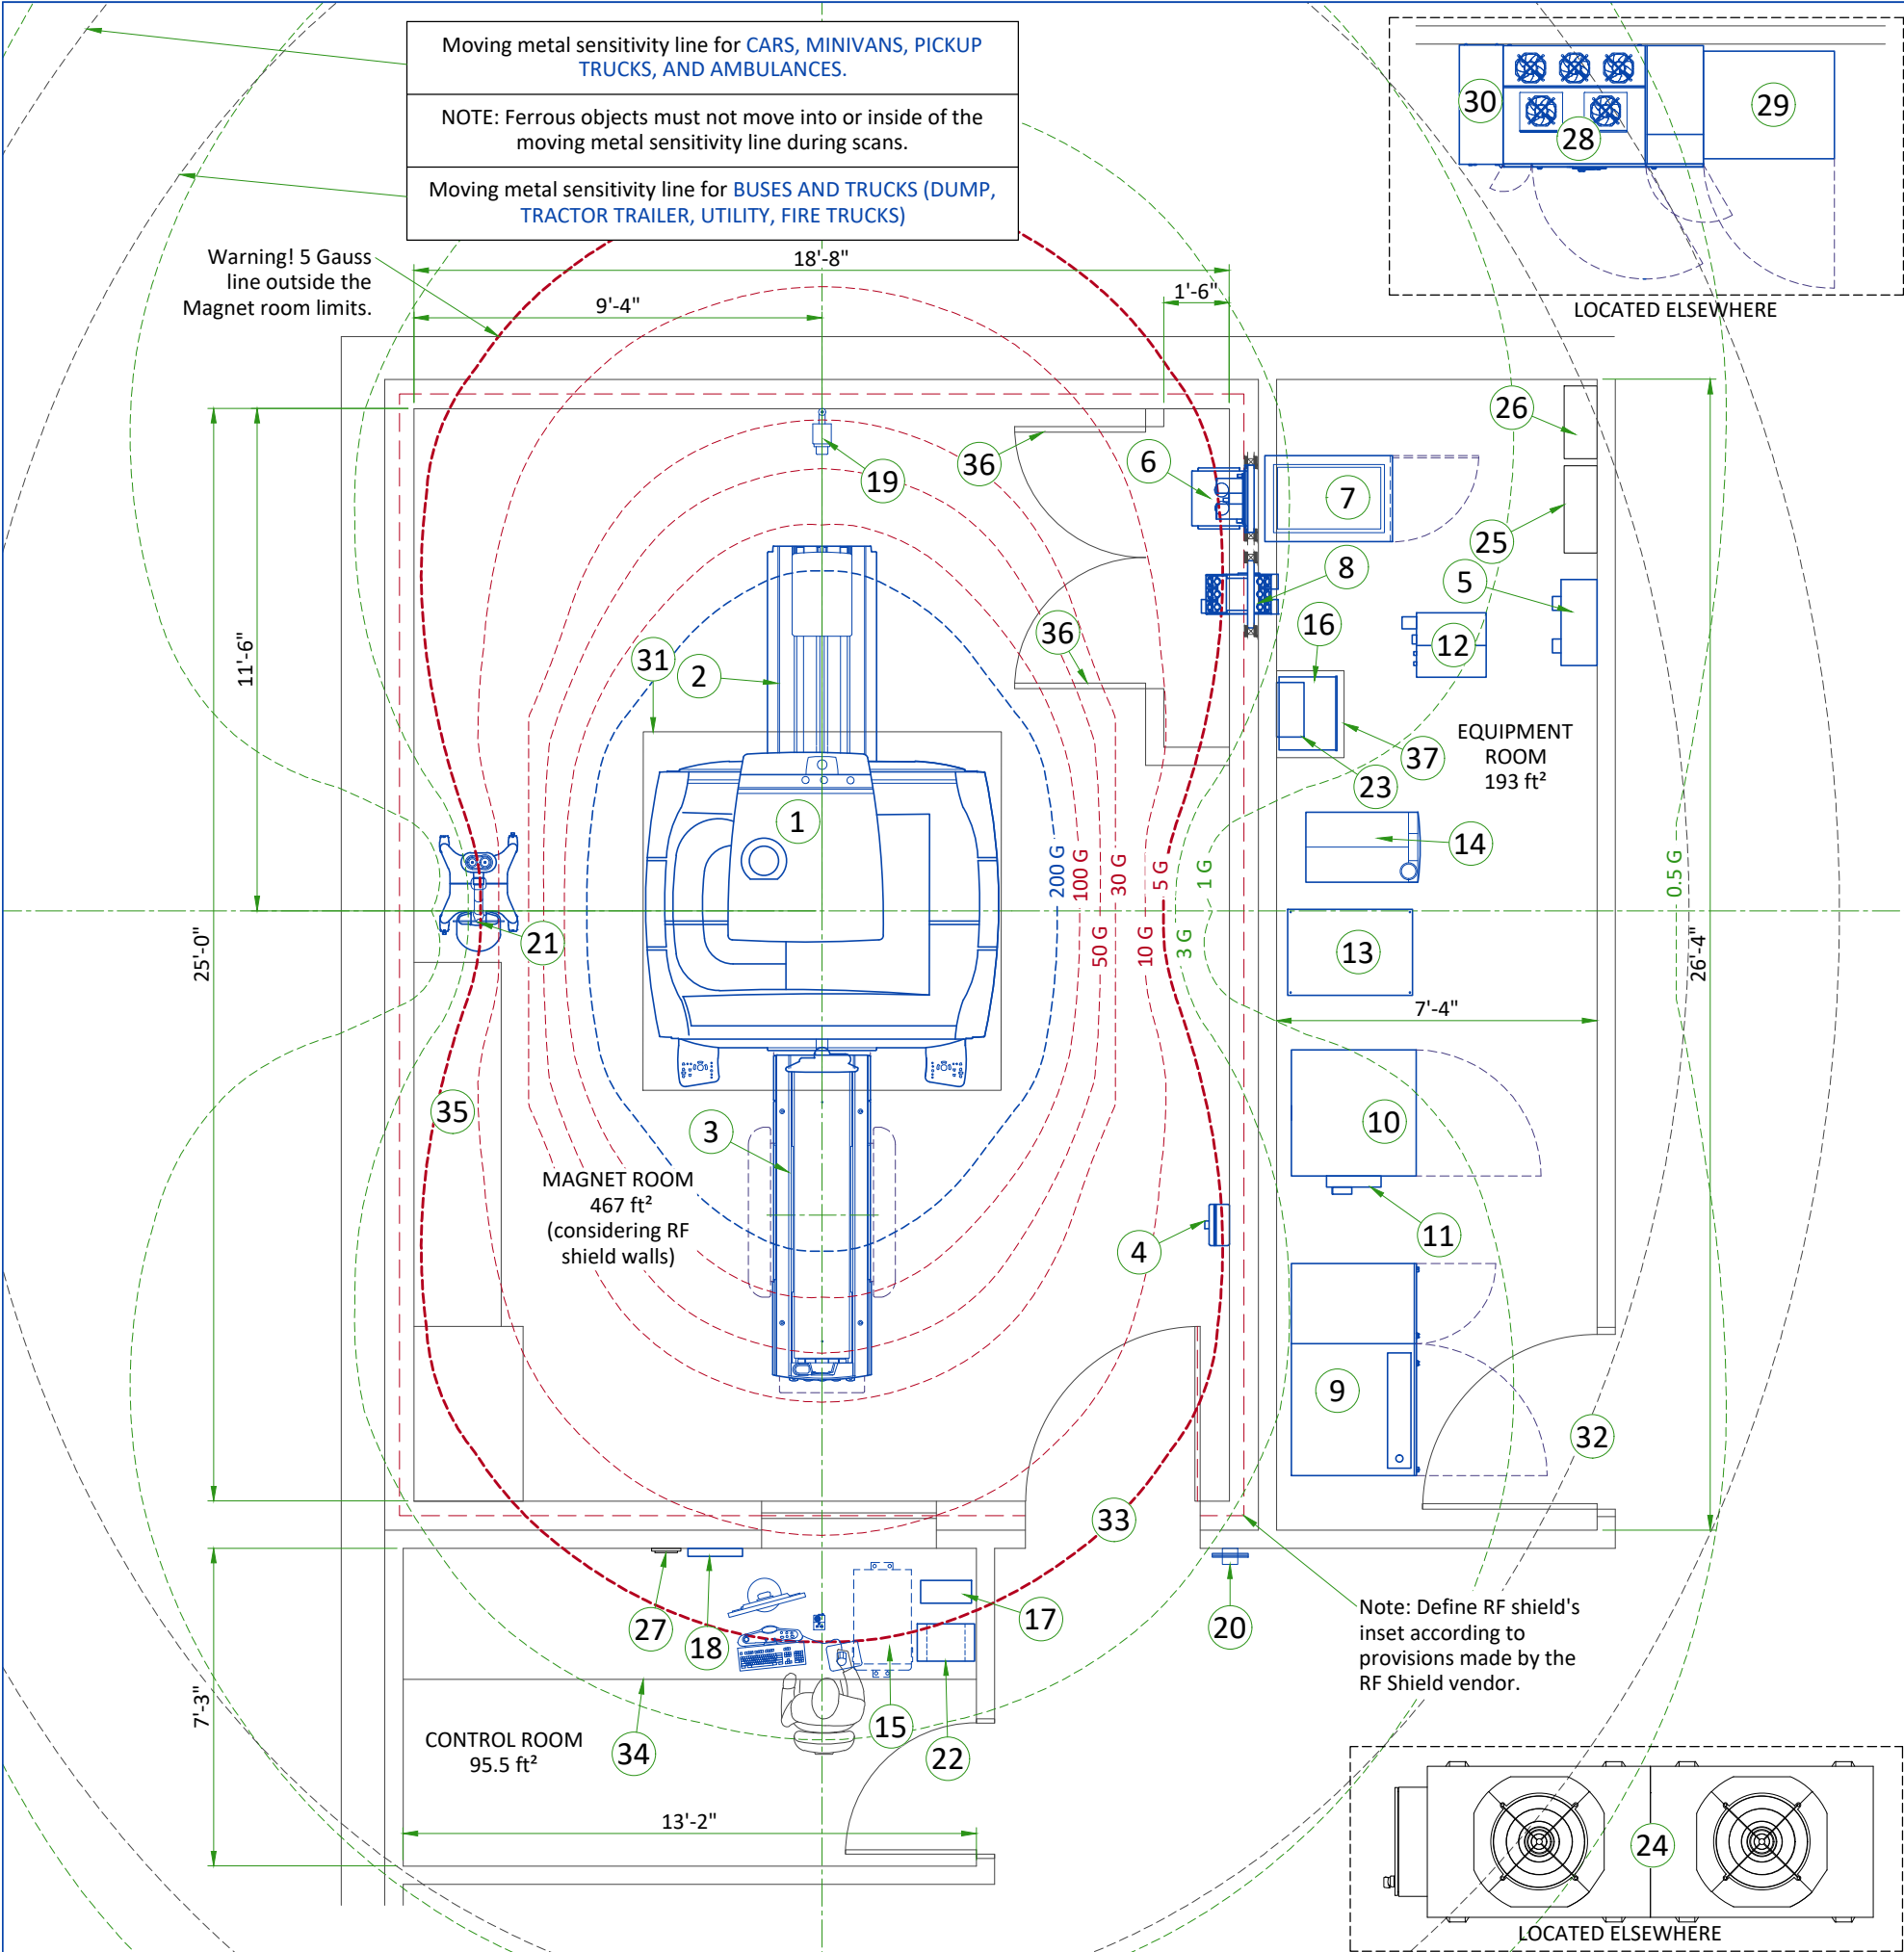 Moving metal sensitivity line for CARS, MINIVANS, PICKUP
TRUCKS, AND AMBULANCES.
NOTE: Ferrous objects must not move into or inside of the
moving metal sensitivity line during scans.
Moving metal sensitivity line for BUSES AND TRUCKS (DUMP,
TRACTOR TRAILER, UTILITY, FIRE TRUCKS)
Warning! 5 Gauss
line outside the
Magnet room limits.
18'-8"
9'-4"
1'-6"
30
28
29
LOCATED ELSEWHERE
26
25
5
7
8
6
36
19
16
12
36
31
2
11'-6"
EQUIPMENT
ROOM
193 ft²
37
23
1
14
200 G
100 G
50 G
30 G
10 G
5 G
3 G
1 G
0.5 G
21
25'-0"
26'-4"
13
7'-4"
35
3
10
MAGNET ROOM
467 ft²
(considering RF
shield walls)
4
11
9
32
33
27
18
17
20
Note: Define RF shield's
inset according to
provisions made by the
RF Shield vendor.
7'-3"
CONTROL ROOM
95.5 ft²
34
15
22
13'-2"
24
LOCATED ELSEWHERE